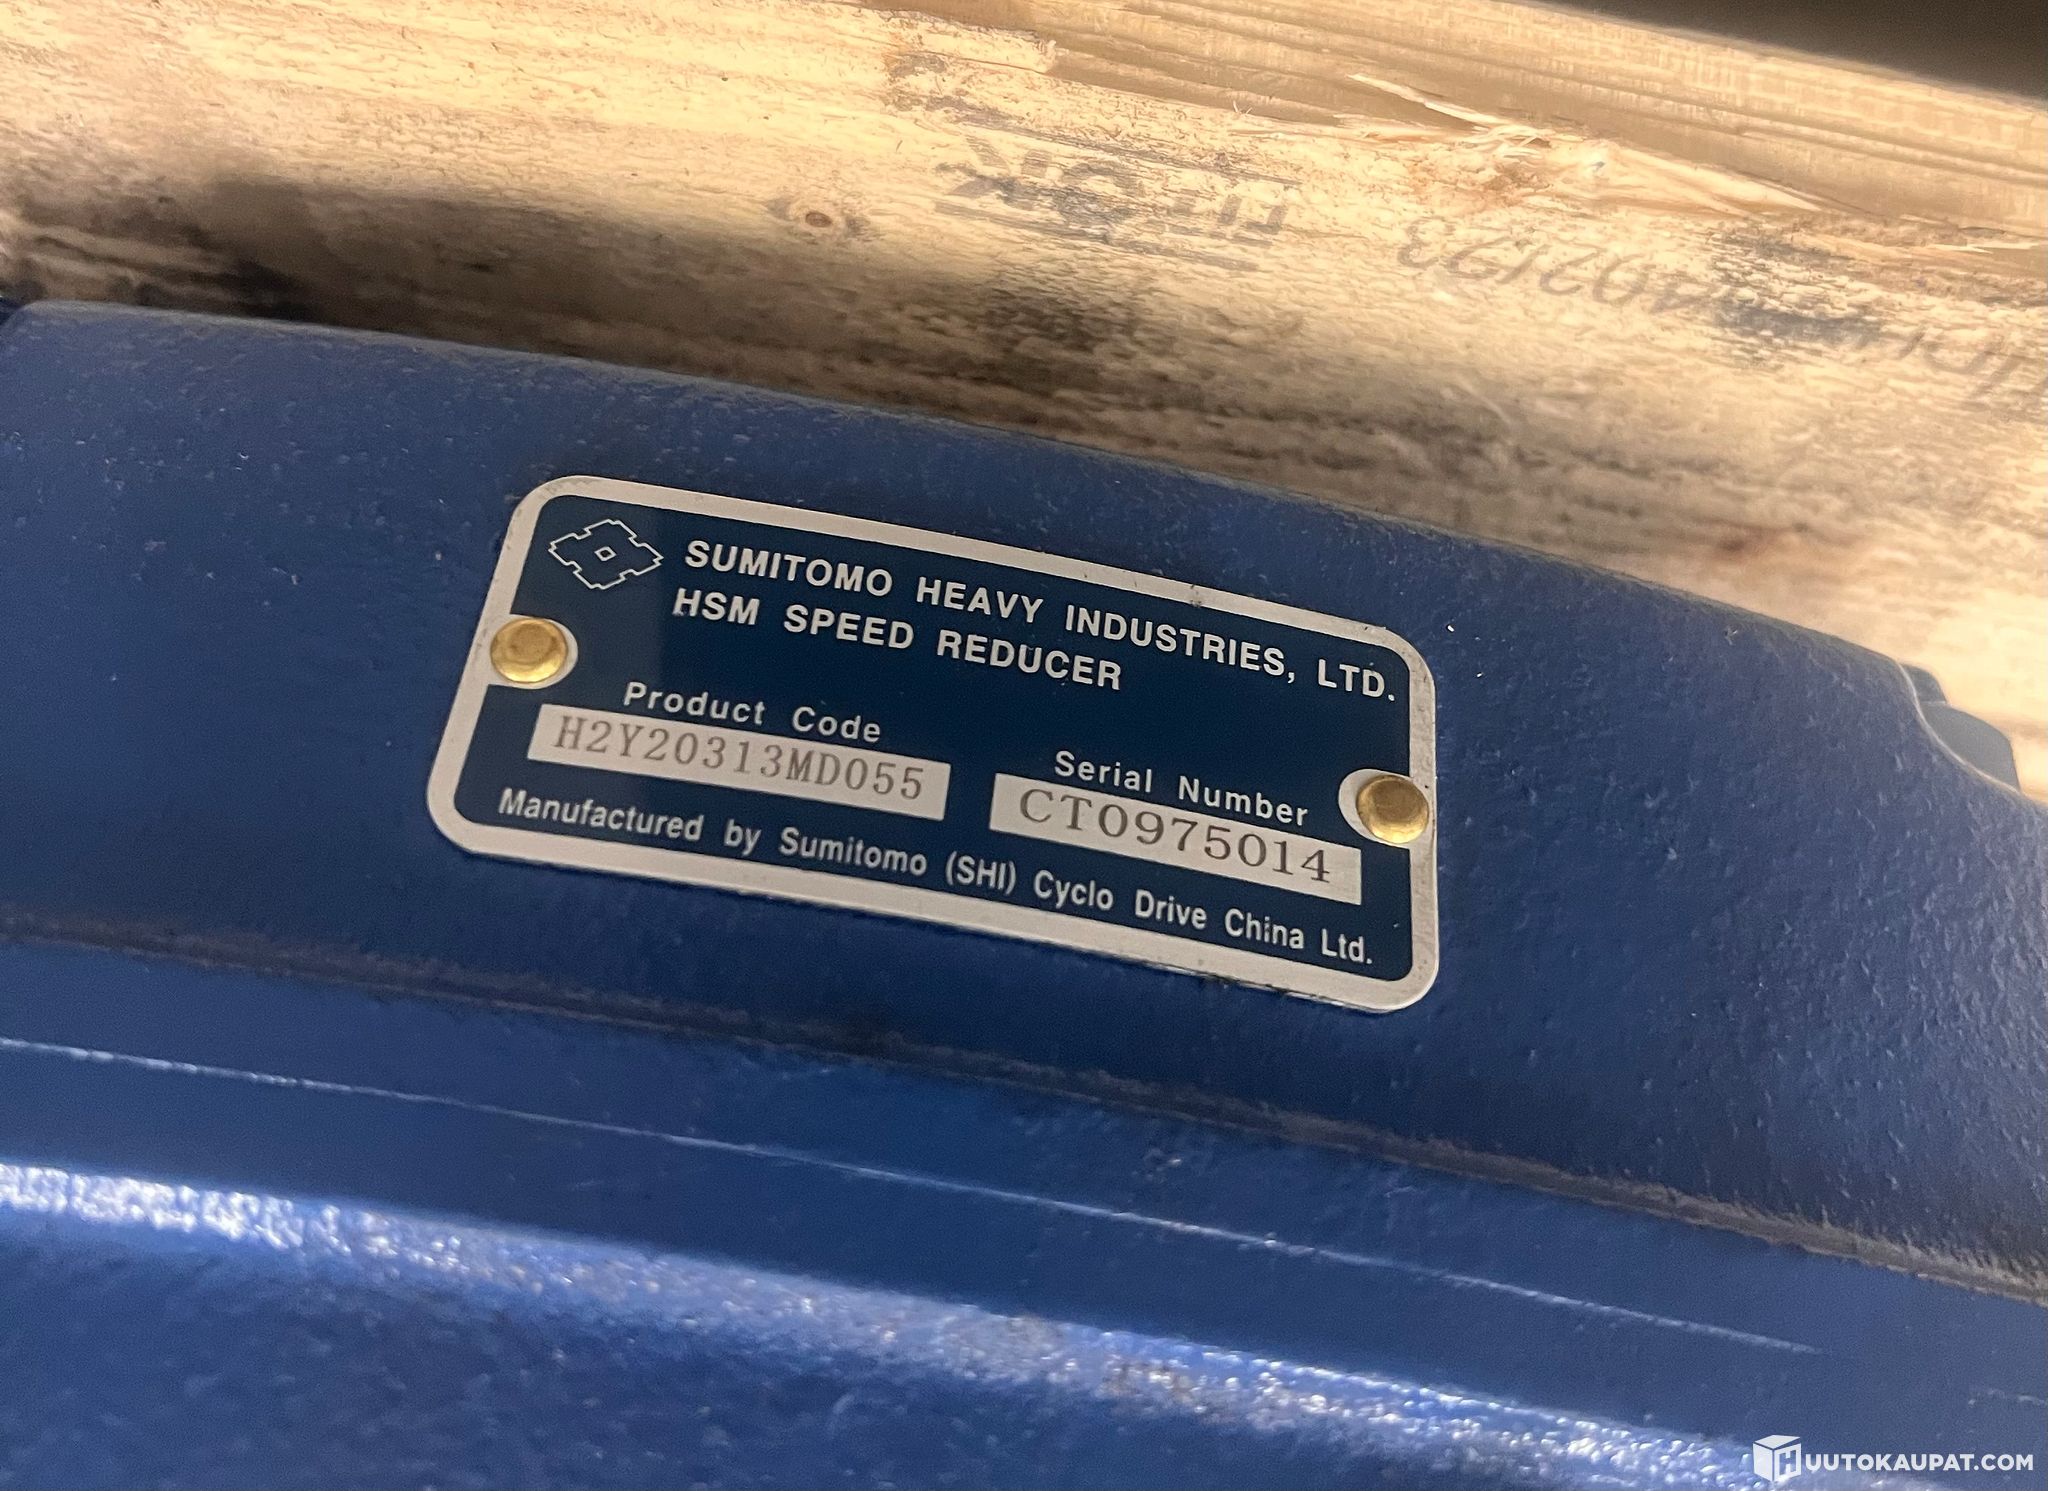 SUMITOMO HEAVY INDUSTRIES, LTD.
HSM SPEED REDUCER
Product Code
Serial Number
H2Y20313MD055
CT0975014
Manufactured by Sumitomo (SHI) Cyclo Drive China Ltd.
HUUTOKAUPAT.COM